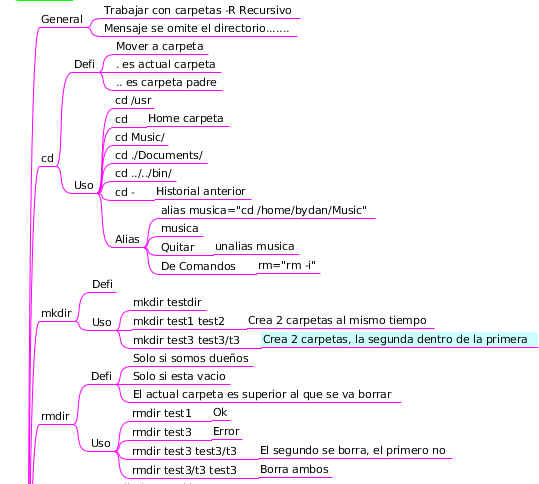 General
Trabajar con carpetas -R Recursivo
Mensaje se omite el directorio.......
cd
Defi
Mover a carpeta
. es actual carpeta
.. es carpeta padre
Uso
cd /usr
cd Home carpeta
cd Music/
cd ./Documents/
cd ../../bin/
cd - Historial anterior
Alias
alias musica="cd /home/bydan/Music"
musica
Quitar unalias musica
De Comandos rm="rm -i"
mkdir
Defi
Uso
mkdir testdir
mkdir test1 test2 Crea 2 carpetas al mismo tiempo
mkdir test3 test3/t3 Crea 2 carpetas, la segunda dentro de la primera
rmdir
Defi
Solo si somos dueños
Solo si esta vacio
El actual carpeta es superior al que se va borrar
Uso
rmdir test1 Ok
rmdir test3 Error
rmdir test3 test3/t3 El segundo se borra, el primero no
rmdir test3/t3 test3 Borra ambos